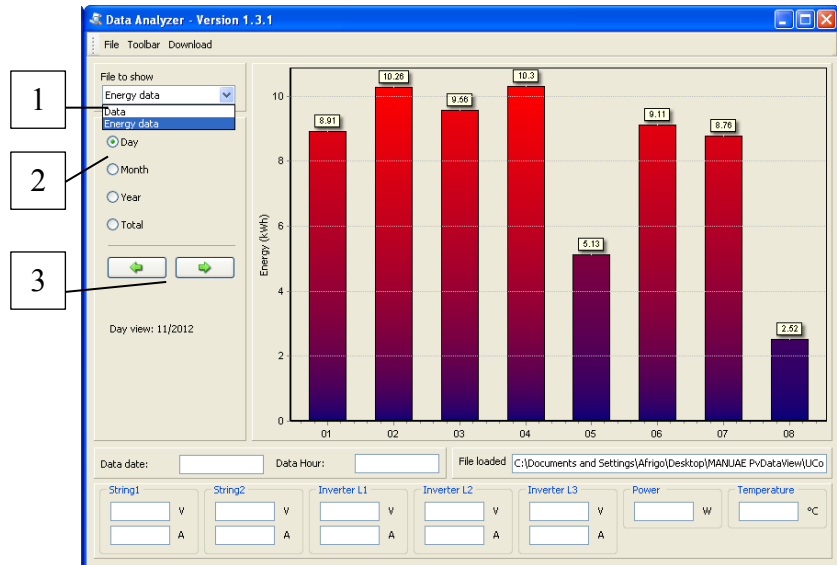 Data Analyzer - Version 1.3.1
File Toolbar Download
1
2
3
File to show
Energy data
Data
Energy data
Day
Month
Year
Total
Day view: 11/2012
Energy (kWh)
10
8
6
4
2
0
8.91
10.26
9.56
10.3
5.13
9.11
8.76
2.52
01 02 03 04 05 06 07 08
Data date: Data Hour: File loaded C:\Documents and Settings\Afrigo\Desktop\MANUAE PvDataView\UCo
String1 String2 Inverter L1 Inverter L2 Inverter L3 Power Temperature
V V V V V W °C
A A A A A